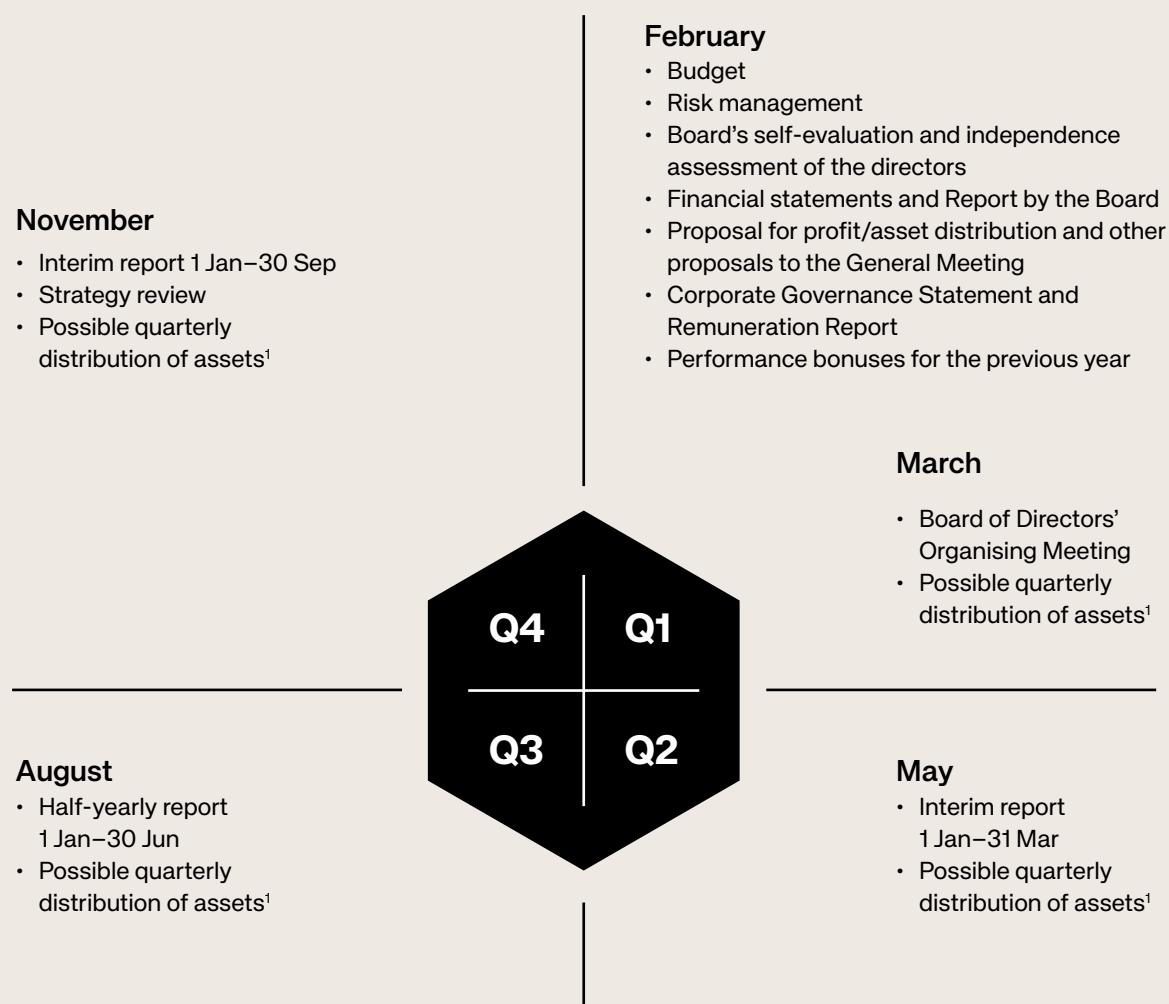 February
• Budget
• Risk management
• Board's self-evaluation and independence
assessment of the directors
• Financial statements and Report by the Board
• Proposal for profit/asset distribution and other
proposals to the General Meeting
• Corporate Governance Statement and
Remuneration Report
• Performance bonuses for the previous year
March
• Board of Directors'
Organising Meeting
• Possible quarterly
distribution of assets¹
November
• Interim report 1 Jan–30 Sep
• Strategy review
• Possible quarterly
distribution of assets¹
Q4 Q1
Q3 Q2
August
• Half-yearly report
1 Jan–30 Jun
• Possible quarterly
distribution of assets¹
May
• Interim report
1 Jan–31 Mar
• Possible quarterly
distribution of assets¹